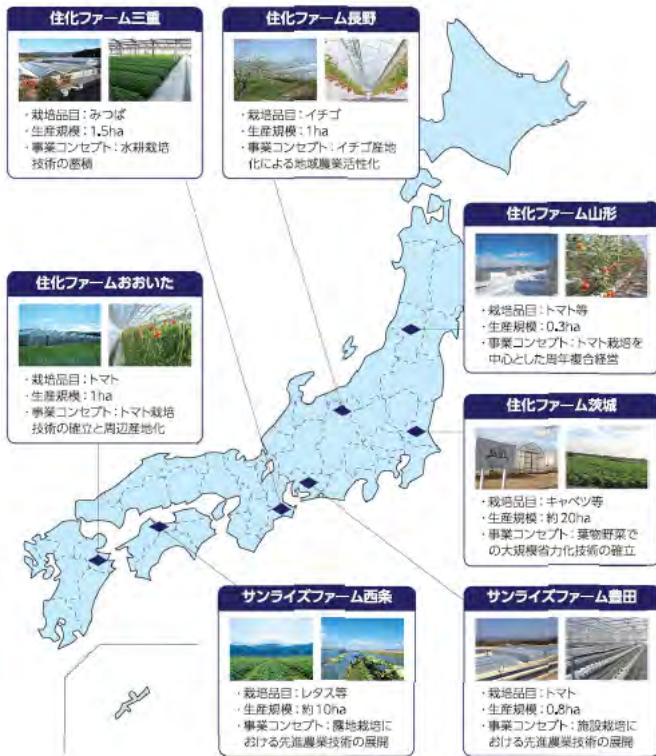 住化ファーム三重
・栽培品目：みつば
・生産規模：1.5ha
・事業コンセプト：水耕栽培
技術の蓄積
住化ファーム長野
・栽培品目：イチゴ
・生産規模：1ha
・事業コンセプト：イチゴ産地
化による地域農業活性化
住化ファーム山形
・栽培品目：トマト等
・生産規模：0.3ha
・事業コンセプト：トマト栽培を
中心とした周年複合経営
住化ファームおおいた
・栽培品目：トマト
・生産規模：1ha
・事業コンセプト：トマト栽培
技術の確立と周辺産地化
住化ファーム茨城
・栽培品目：キャベツ等
・生産規模：約20ha
・事業コンセプト：葉物野菜で
の大規模省力化技術の確立
サンライズファーム西条
・栽培品目：レタス等
・生産規模：約10ha
・事業コンセプト：露地栽培に
おける先進農業技術の展開
サンライズファーム豊田
・栽培品目：トマト
・生産規模：0.8ha
・事業コンセプト：施設栽培に
おける先進農業技術の展開